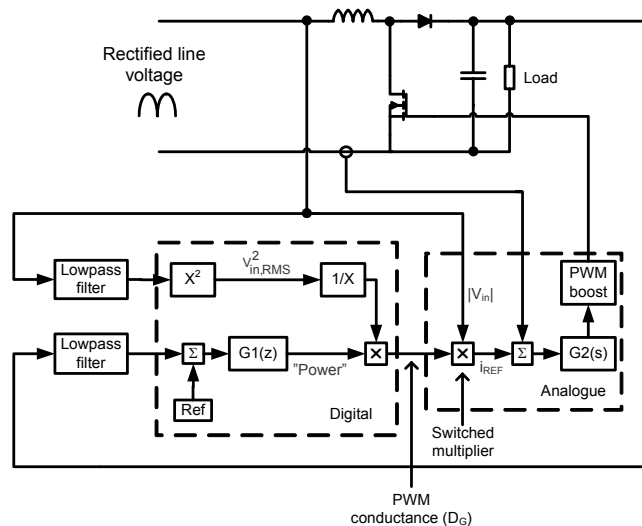 Rectified line
voltage
Load
Lowpass
filter
X²
V²in,RMS
1/X
|Vin|
PWM
boost
Lowpass
filter
Σ
G1(z)
"Power"
×
×
iREF
Σ
G2(s)
Ref
Digital
Analogue
Switched
multiplier
PWM
conductance (DG)